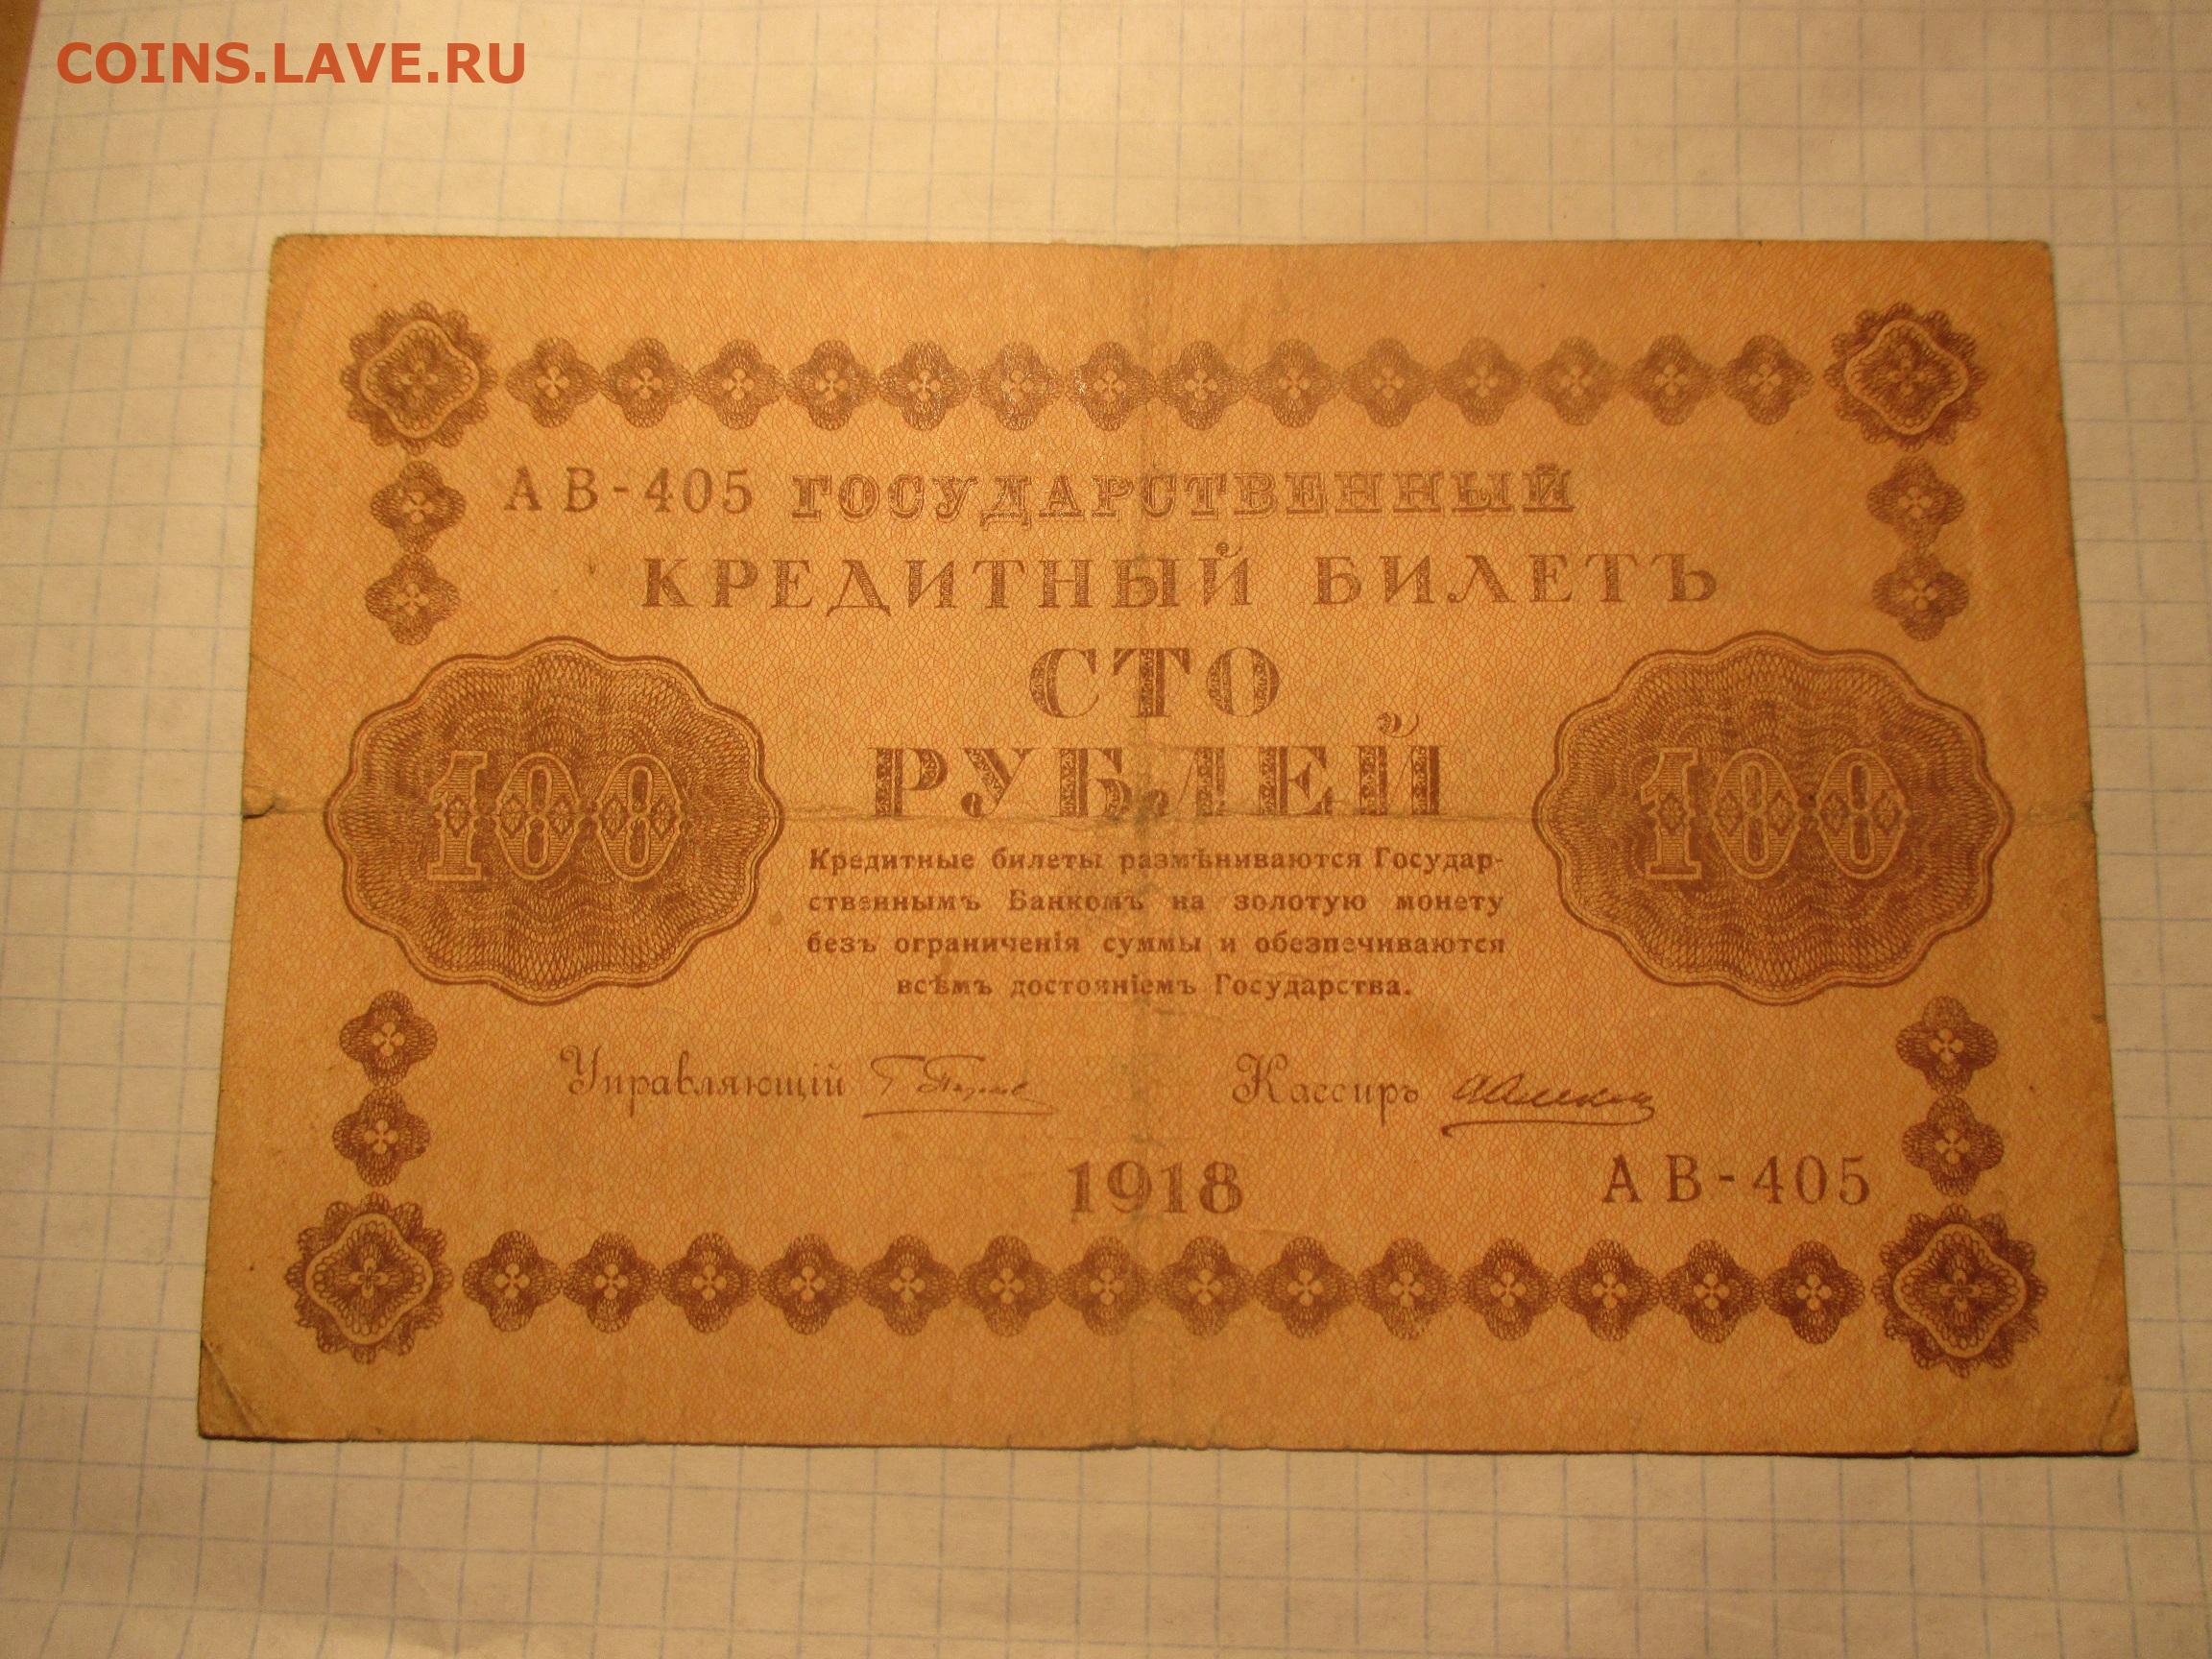 COINS.LAVE.RU
АВ-405 ГОСУДАРСТВЕННЫЙ
КРЕДИТНЫЙ БИЛЕТЪ
СТО
РУБЛЕЙ
100
100
Кредитные билеты размѣниваются Государ-
ственнымъ Банкомъ на золотую монету
безъ ограниченія суммы и обезпечиваются
всѣмъ достояніемъ Государства.
Управляющій
Кассиръ
1918
АВ-405